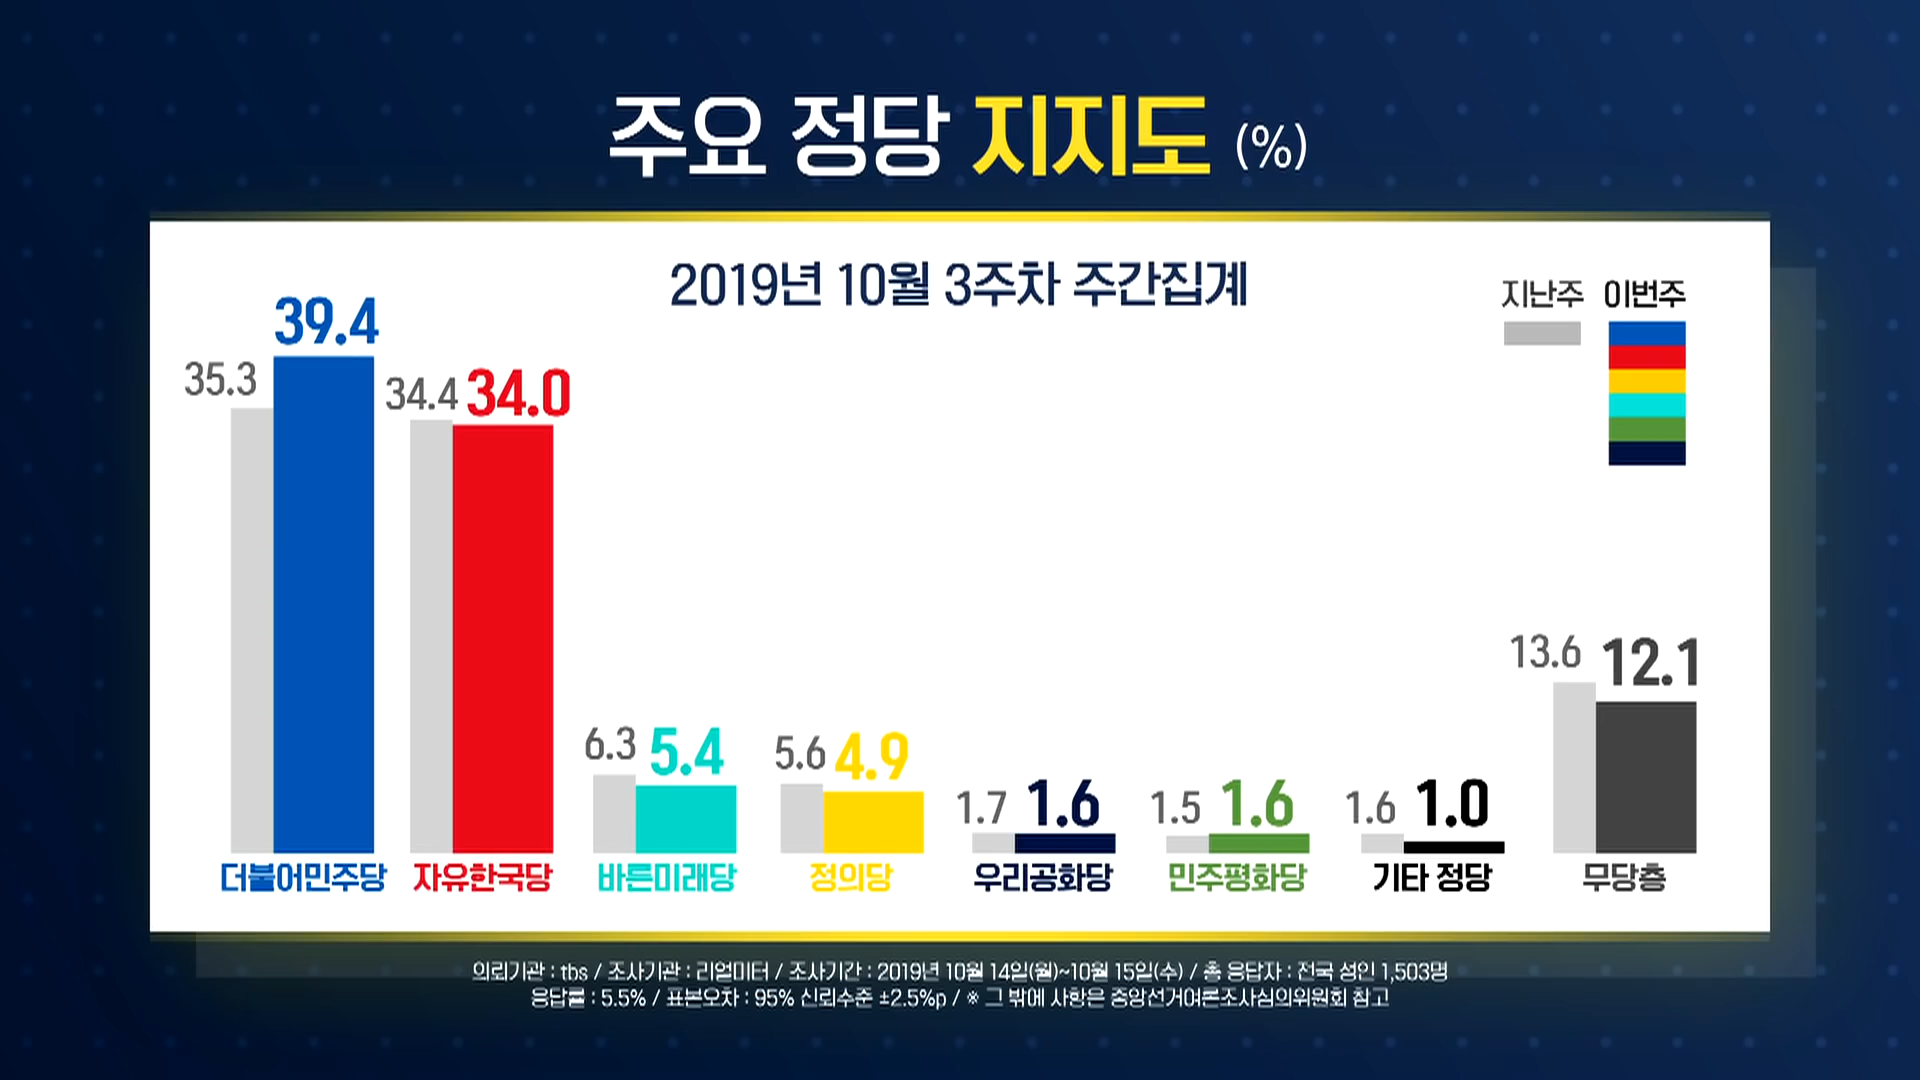 주요 정당 지지도 (%)
2019년 10월 3주차 주간집계
지난주 이번주
35.3 39.4
34.4 34.0
6.3 5.4
5.6 4.9
1.7 1.6
1.5 1.6
1.6 1.0
13.6 12.1
더불어민주당 자유한국당 바른미래당 정의당 우리공화당 민주평화당 기타 정당 무당층
의뢰기관 : tbs / 조사기관 : 리얼미터 / 조사기간 : 2019년 10월 14일(월)~10월 15일(수) / 총 응답자 : 전국 성인 1,503명
응답률 : 5.5% / 표본오차 : 95% 신뢰수준 ±2.5%p / ※ 그 밖에 사항은 중앙선거여론조사심의위원회 참고